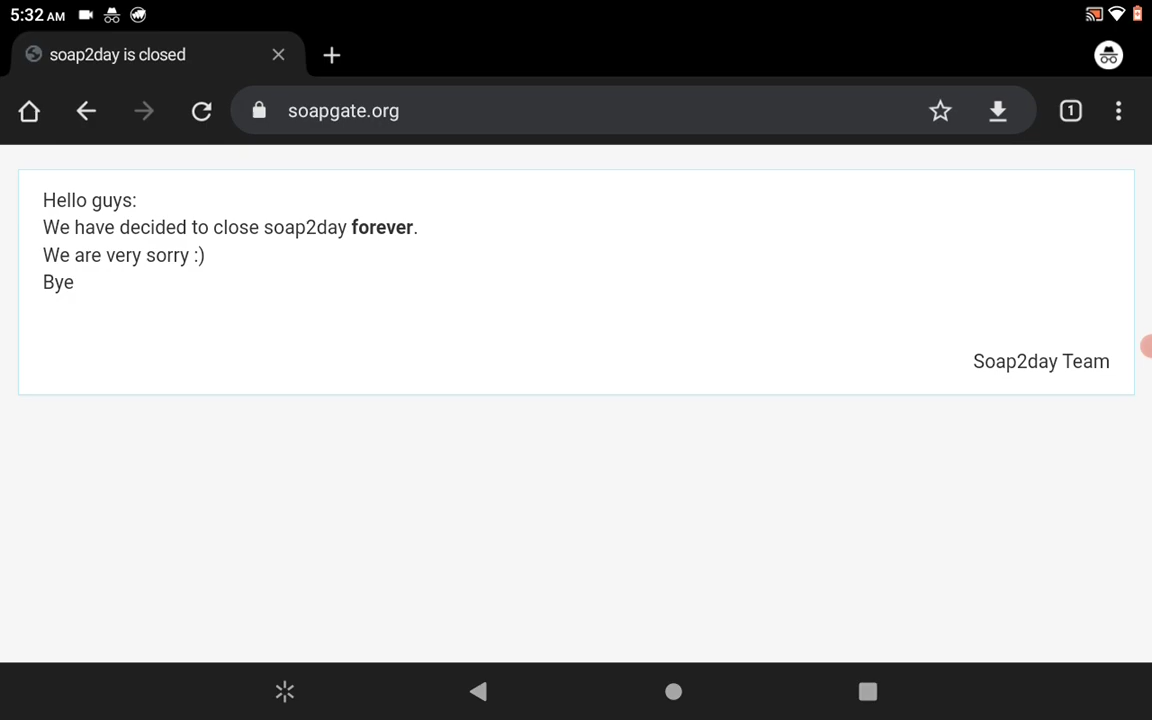 5:32 AM
soap2day is closed
soapgate.org
1
Hello guys:
We have decided to close soap2day forever.
We are very sorry :)
Bye
Soap2day Team